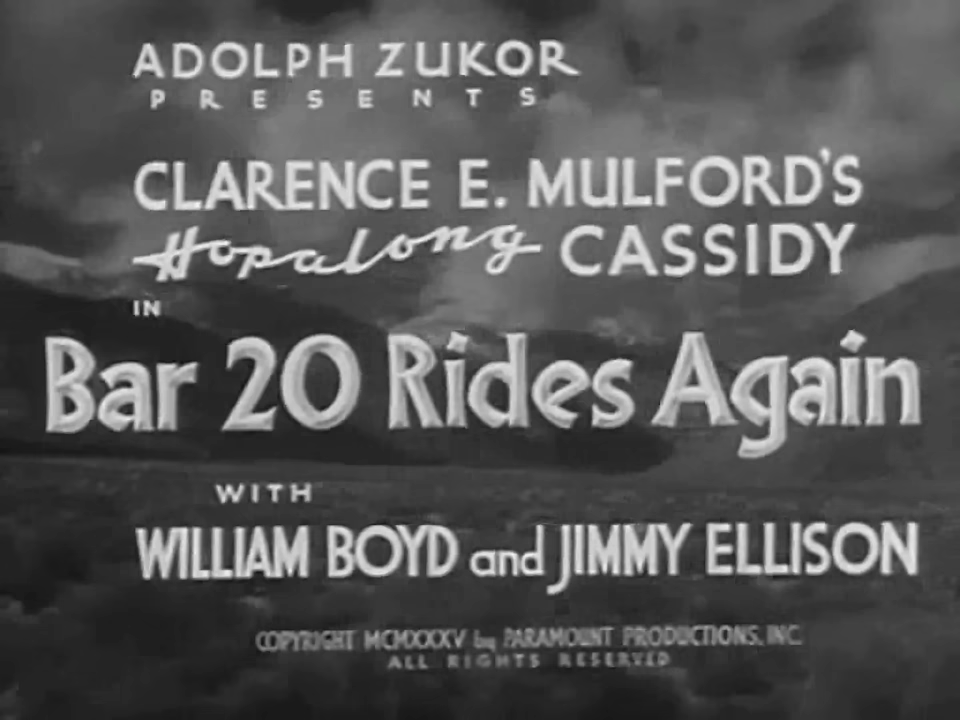 ADOLPH ZUKOR
PRESENTS
CLARENCE E. MULFORD'S
Hopalong CASSIDY
IN
Bar 20 Rides Again
WITH
WILLIAM BOYD and JIMMY ELLISON
COPYRIGHT MCMXXXV by PARAMOUNT PRODUCTIONS, INC.
ALL RIGHTS RESERVED